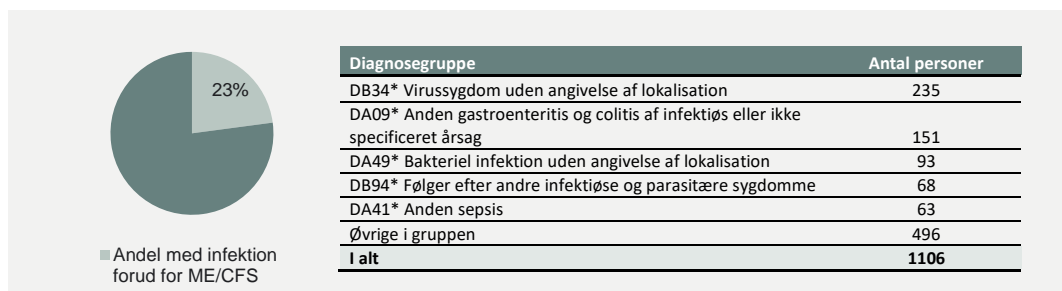 23%
Andel med infektion
forud for ME/CFS
Diagnosegruppe Antal personer
DB34* Virussygdom uden angivelse af lokalisation 235
DA09* Anden gastroenteritis og colitis af infektiøs eller ikke
specificeret årsag 151
DA49* Bakteriel infektion uden angivelse af lokalisation 93
DB94* Følger efter andre infektiøse og parasitære sygdomme 68
DA41* Anden sepsis 63
Øvrige i gruppen 496
I alt 1106